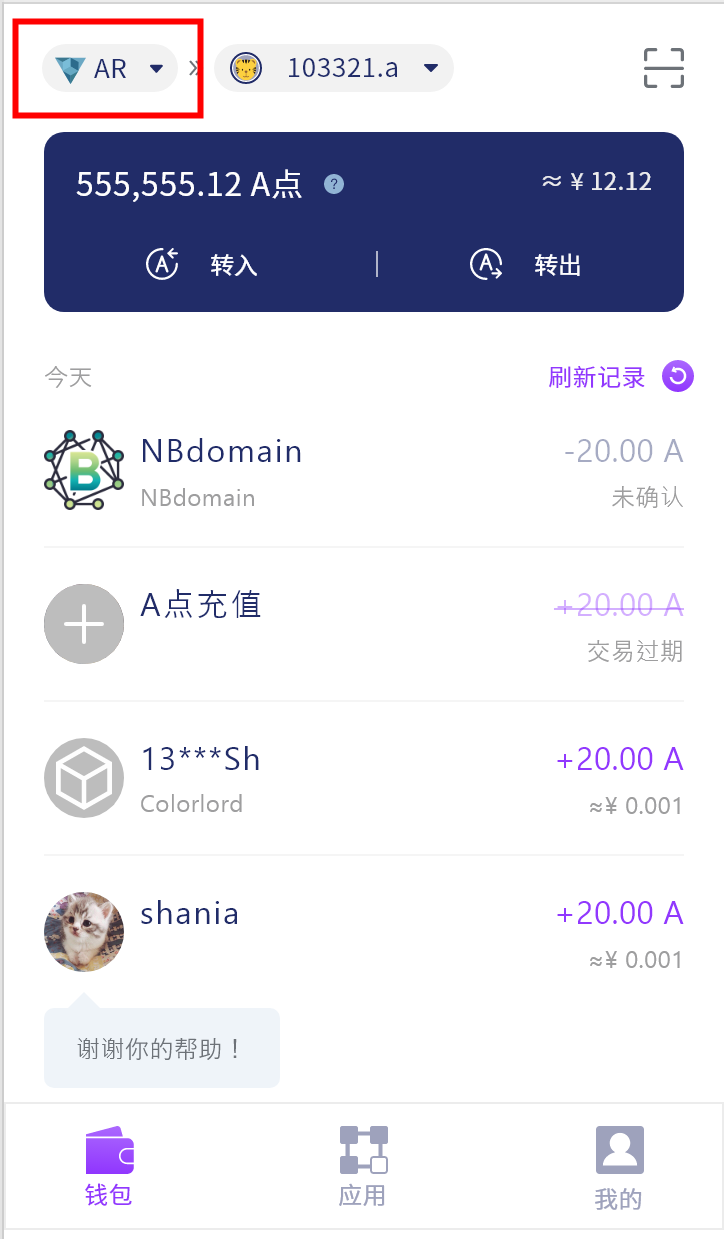 AR » 103321.a
555,555.12 A点 ? ≈ ¥ 12.12
A 转入 | A 转出
今天 刷新记录
B NBdomain -20.00 A
NBdomain 未确认
A点充值 +20.00 A
交易过期
13***Sh +20.00 A
Colorlord ≈¥ 0.001
shania +20.00 A
≈¥ 0.001
谢谢你的帮助！
钱包 应用 我的